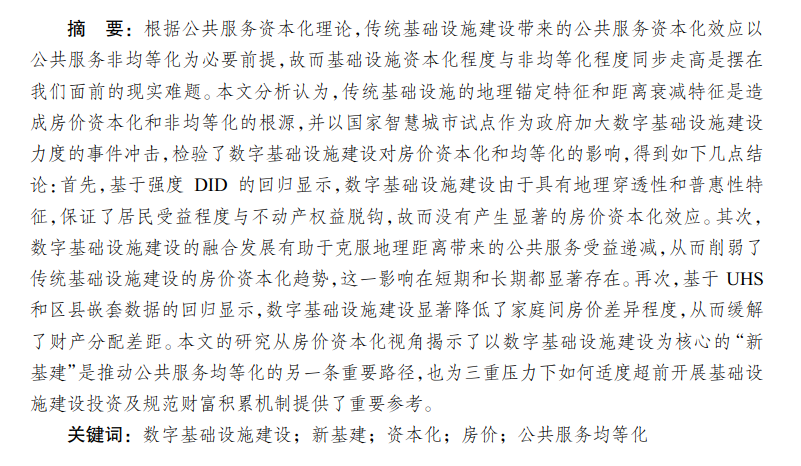 摘　要：根据公共服务资本化理论，传统基础设施建设带来的公共服务资本化效应以
公共服务非均等化为必要前提，故而基础设施资本化程度与非均等化程度同步走高是摆在
我们面前的现实难题。本文分析认为，传统基础设施的地理锚定特征和距离衰减特征是造
成房价资本化和非均等化的根源，并以国家智慧城市试点作为政府加大数字基础设施建设
力度的事件冲击，检验了数字基础设施建设对房价资本化和均等化的影响，得到如下几点结
论：首先，基于强度 DID 的回归显示，数字基础设施建设由于具有地理穿透性和普惠性特
征，保证了居民受益程度与不动产权益脱钩，故而没有产生显著的房价资本化效应。其次，
数字基础设施建设的融合发展有助于克服地理距离带来的公共服务受益递减，从而削弱了
传统基础设施建设的房价资本化趋势，这一影响在短期和长期都显著存在。再次，基于 UHS
和区县嵌套数据的回归显示，数字基础设施建设显著降低了家庭间房价差异程度，从而缓解
了财产分配差距。本文的研究从房价资本化视角揭示了以数字基础设施建设为核心的“新
基建”是推动公共服务均等化的另一条重要路径，也为三重压力下如何适度超前开展基础设
施建设投资及规范财富积累机制提供了重要参考。
关键词：数字基础设施建设；新基建；资本化；房价；公共服务均等化